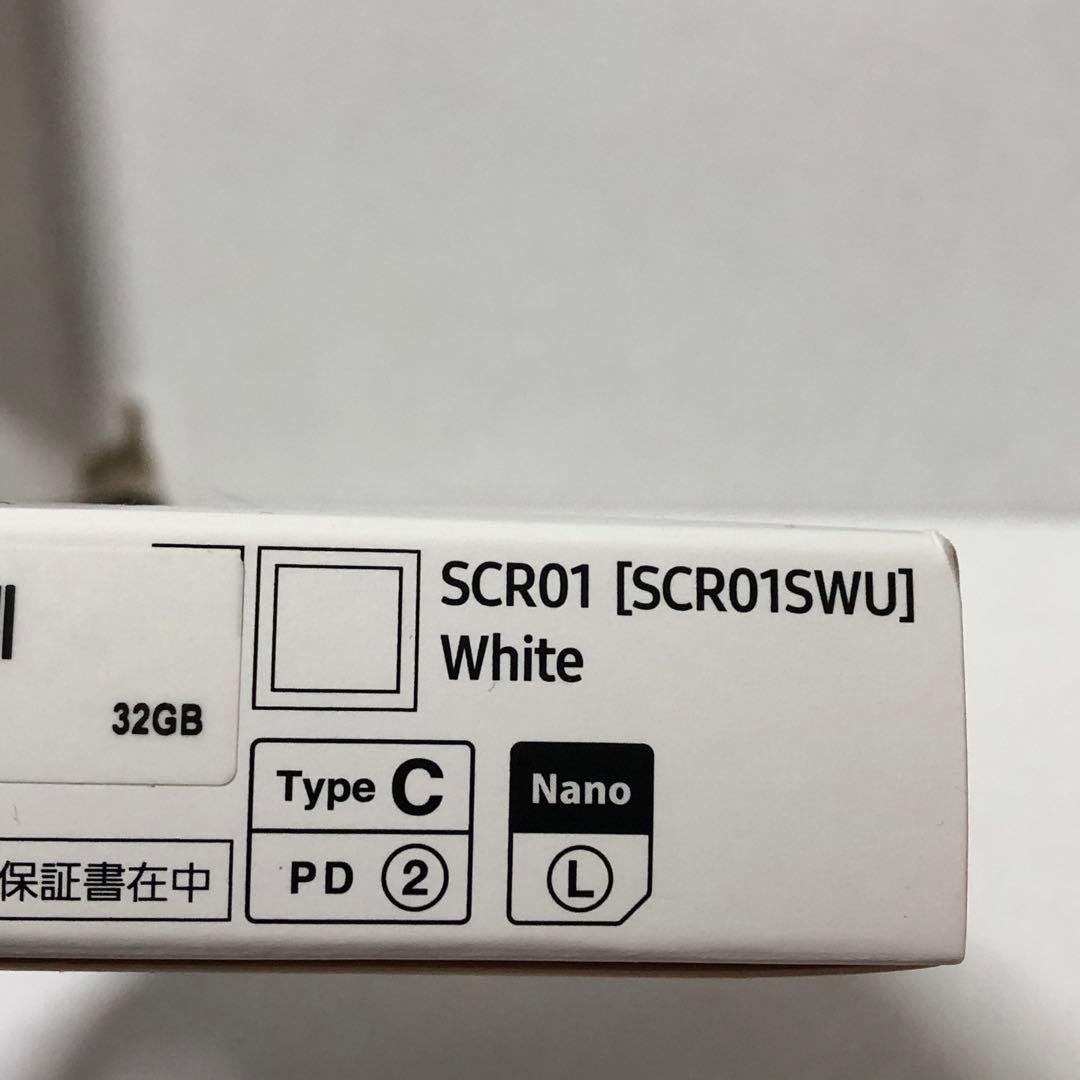 SCR01 [SCR01SWU]
White
32GB
Type C
PD ②
Nano
Ⓛ
保証書在中